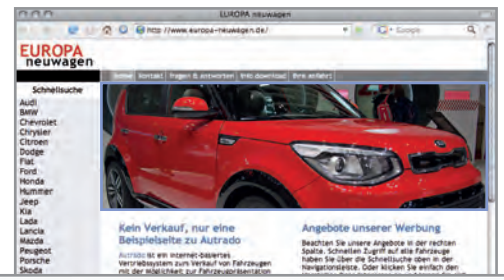 EUROPA neuwagen
http://www.europa-neuwagen.de/
Google
EUROPA
neuwagen
home kontakt fragen & antworten inkl.download ihre anfahrt
Schnellsuche
Audi
BMW
Chevrolet
Chrysler
Citroen
Dodge
Fiat
Ford
Honda
Hummer
Jeep
Kia
Lada
Lancia
Mazda
Peugeot
Porsche
Skoda
Kein Verkauf, nur eine
Beispielseite zu Autrado
Autrado ist ein internet-basiertes
Vertriebssystem zum Verkauf von Fahrzeugen
mit der Möglichkeit zur Fahrzeugpräsentation
Angebote unserer Werbung
Beachten Sie unsere Angebote in der rechten
Spalte. Schnellen Zugriff auf alle Fahrzeuge
haben Sie über die Schnellsuche oben in der
Navigationsleiste. Oder klicken Sie einfach den